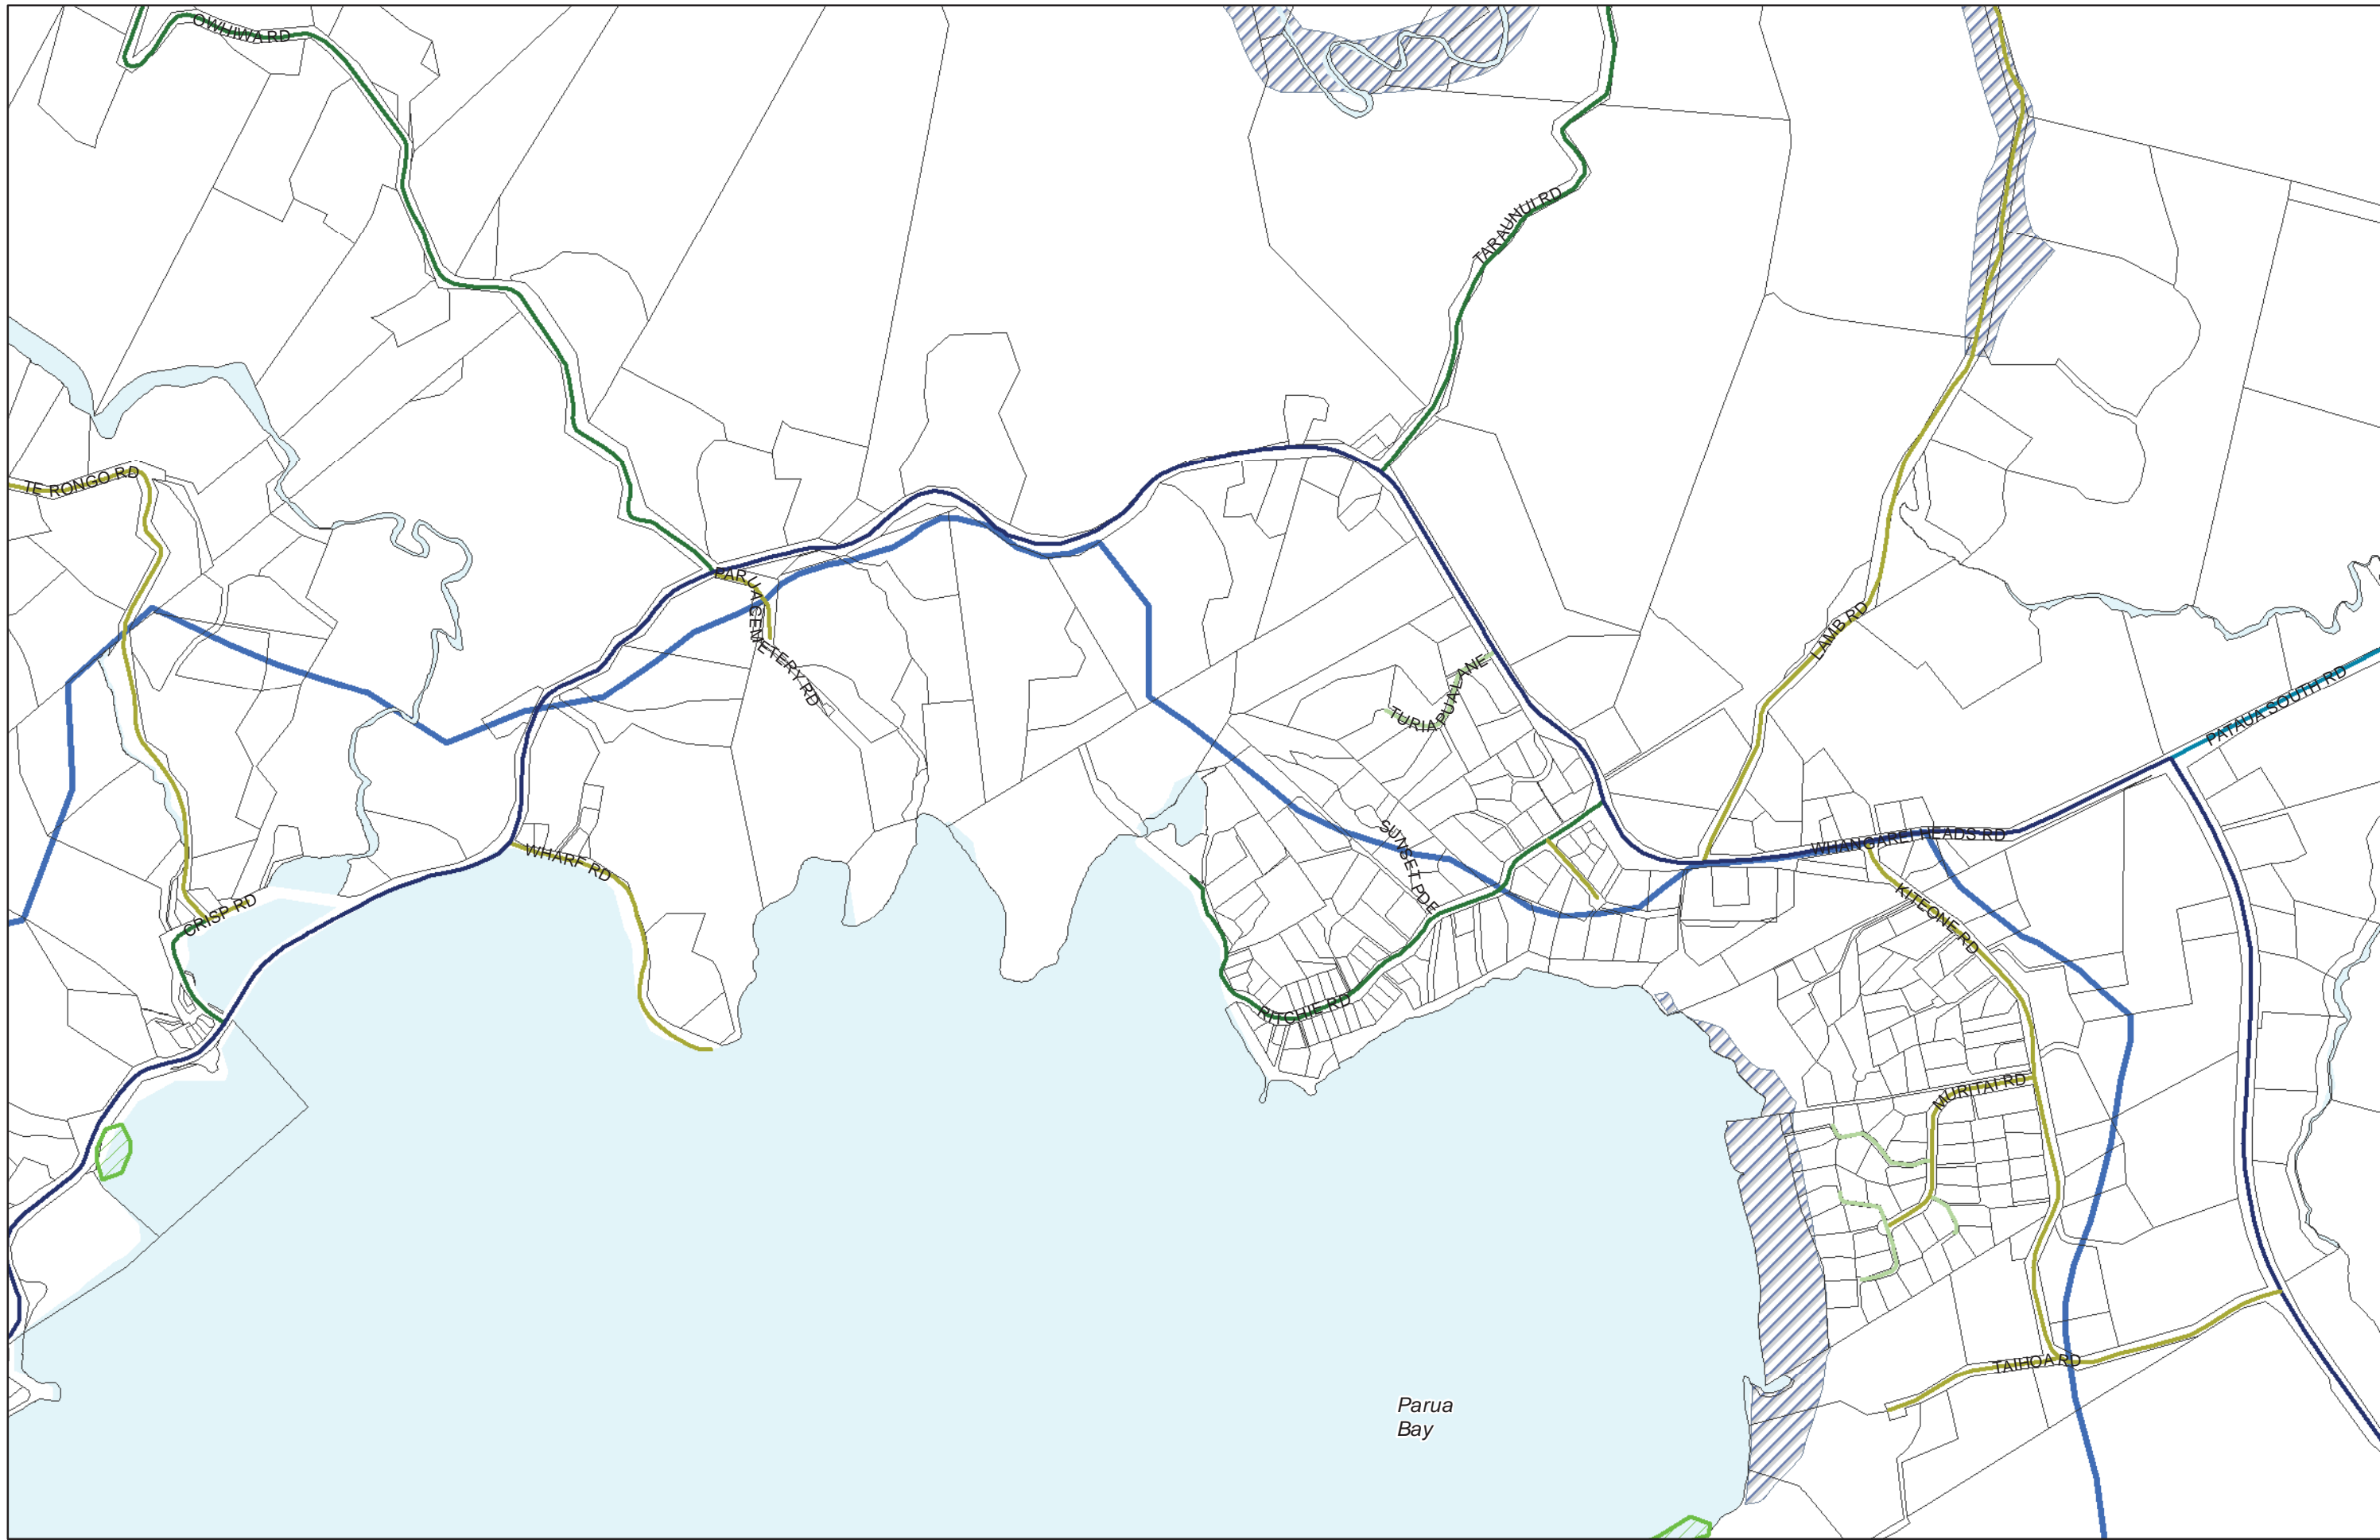 OWHIWA RD
TARAUNUI RD
TE RONGO RD
PARUA CEMETERY RD
LAMB RD
TURIAPUA LANE
PATAUA SOUTH RD
SUNSET PDE
WHANGAREI HEADS RD
WHARF RD
CRISP RD
KITEONE RD
RITCHIE RD
MURITAI RD
TAIHOA RD
Parua
Bay